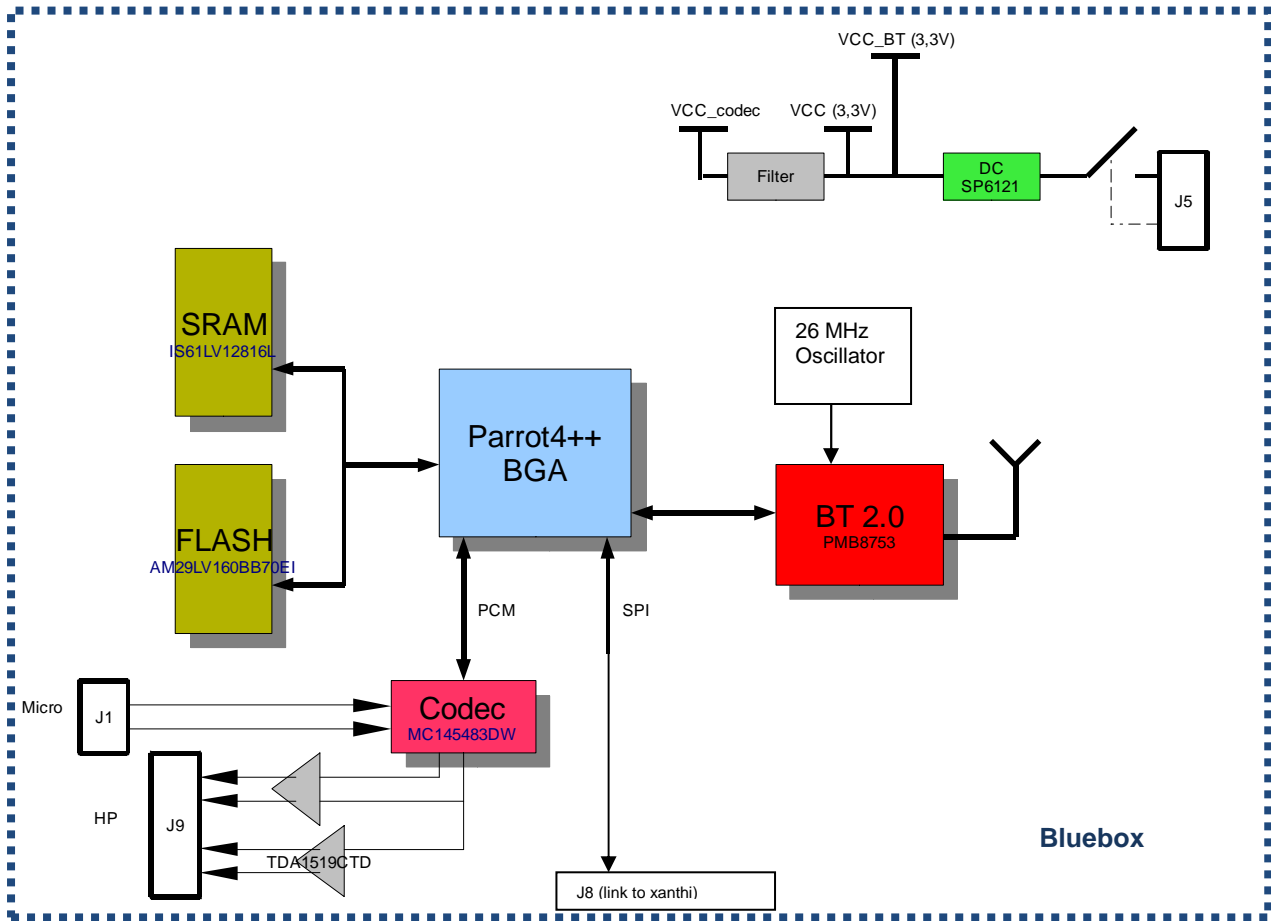 VCC_BT (3,3V)
VCC_codec
VCC (3,3V)
Filter
DC
SP6121
J5
SRAM
IS61LV12816L
26 MHz
Oscillator
Parrot4++
BGA
FLASH
AM29LV160BB70EI
BT 2.0
PMB8753
PCM
SPI
Micro
J1
Codec
MC145483DW
HP
J9
TDA1519CTD
Bluebox
J8 (link to xanthi)